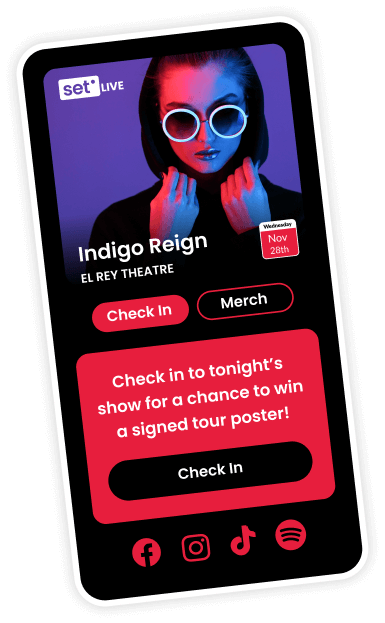 set.LIVE
Wednesday
Nov
28th
Indigo Reign
EL REY THEATRE
Check In
Merch
Check in to tonight’s
show for a chance to win
a signed tour poster!
Check In